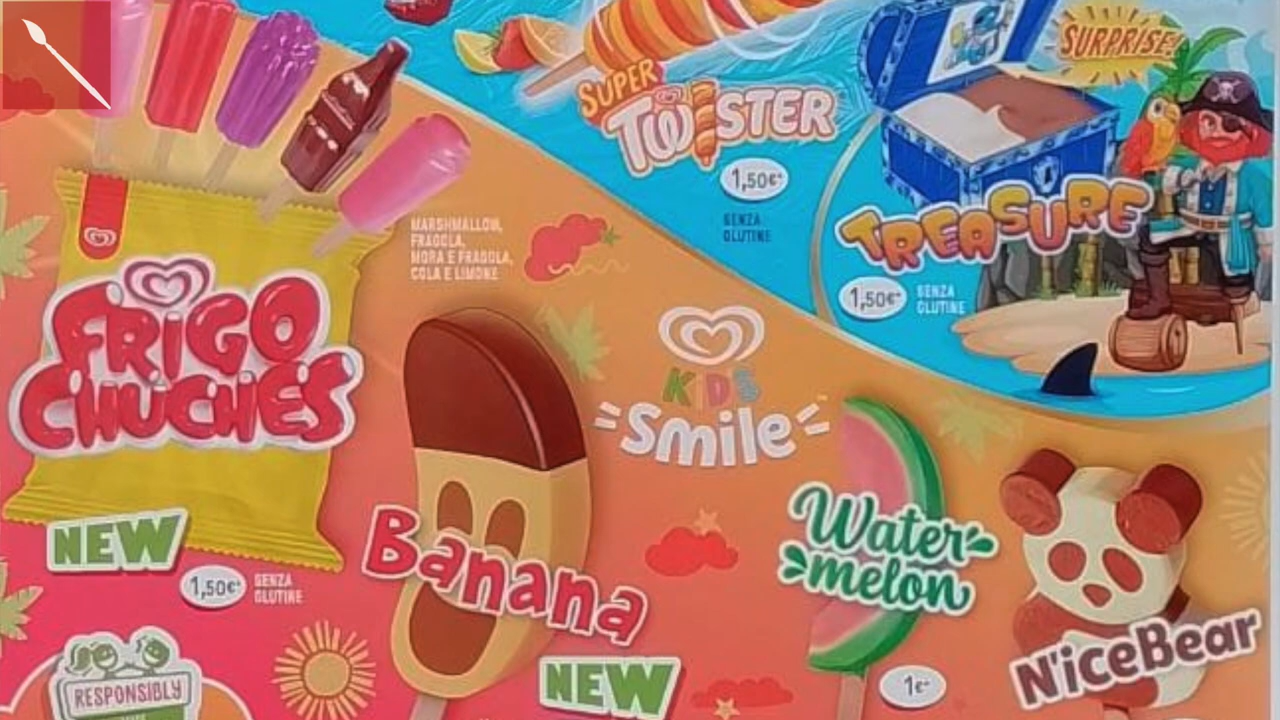 SURPRISE!
SUPER
TWISTER
1,50€*
SENZA
GLUTINE
TREASURE
1,50€*
SENZA
GLUTINE
MARSHMALLOW,
FRAGOLA,
MORA E FRAGOLA,
COLA E LIMONE
FRIGO
CHUCHES
NEW
1,50€*
SENZA
GLUTINE
KIDS
Smile
Banana
NEW
Water
melon
1€*
N'iceBear
RESPONSIBLY